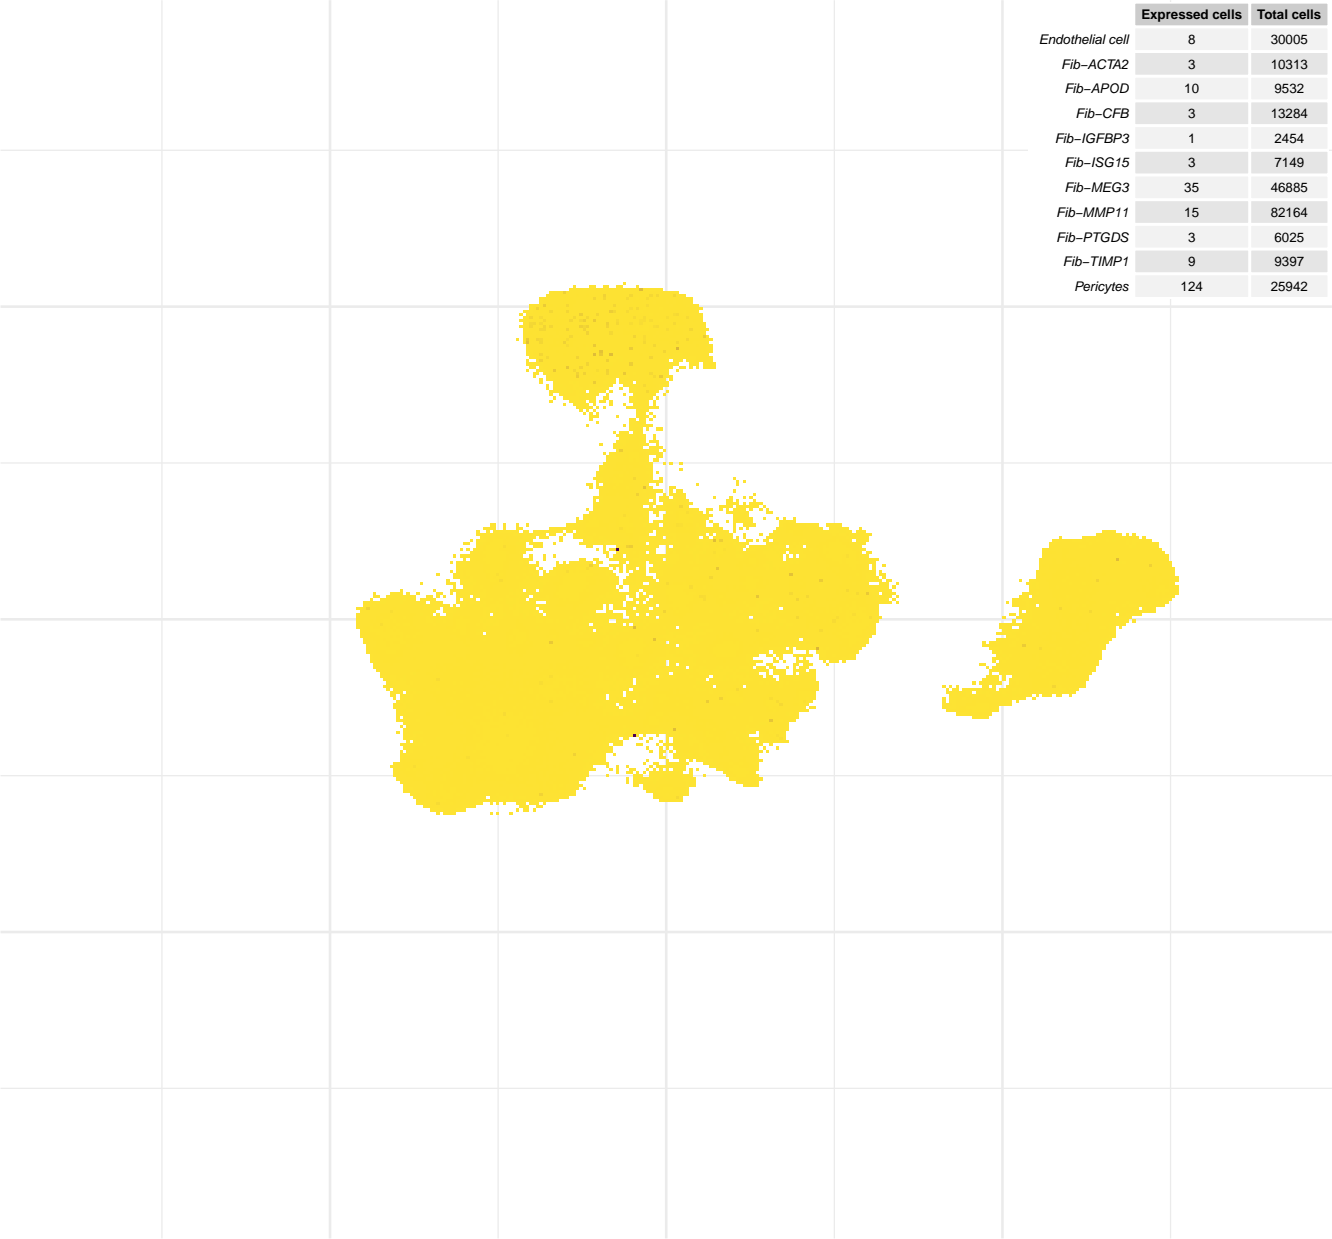 Expressed cells Total cells
Endothelial cell 8 30005
Fib−ACTA2 3 10313
Fib−APOD 10 9532
Fib−CFB 3 13284
Fib−IGFBP3 1 2454
Fib−ISG15 3 7149
Fib−MEG3 35 46885
Fib−MMP11 15 82164
Fib−PTGDS 3 6025
Fib−TIMP1 9 9397
Pericytes 124 25942